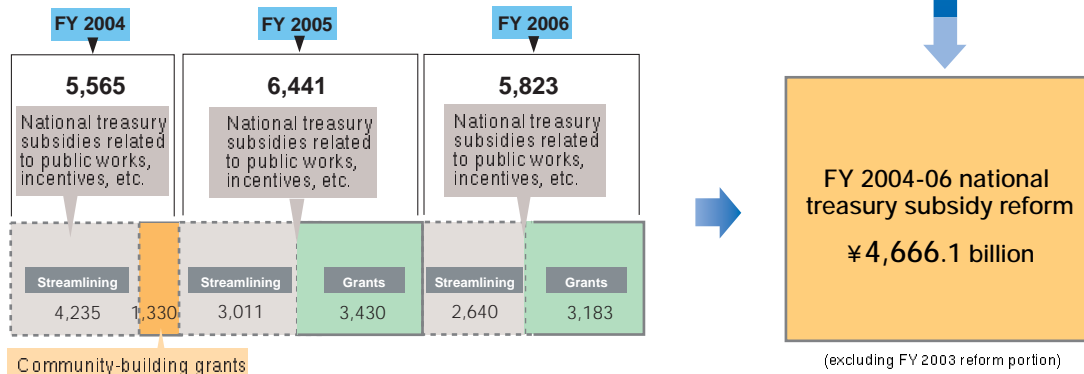 FY 2004
FY 2005
FY 2006
5,565
National treasury
subsidies related
to public works,
incentives, etc.
6,441
National treasury
subsidies related
to public works,
incentives, etc.
5,823
National treasury
subsidies related
to public works,
incentives, etc.
Streamlining
4,235
1,330
Streamlining
3,011
Grants
3,430
Streamlining
2,640
Grants
3,183
Community-building grants
FY 2004-06 national
treasury subsidy reform
¥4,666.1 billion
(excluding FY 2003 reform portion)